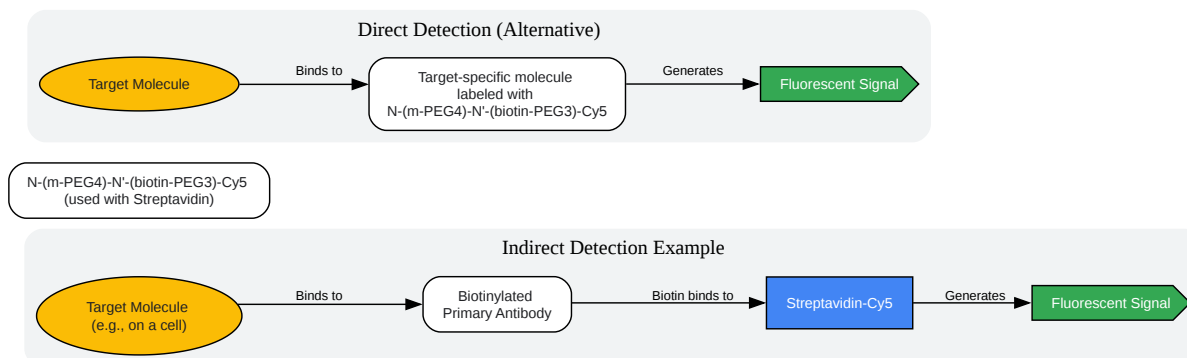 Direct Detection (Alternative)
Target Molecule
Binds to
Target-specific molecule
labeled with
N-(m-PEG4)-N'-(biotin-PEG3)-Cy5
Generates
Fluorescent Signal
N-(m-PEG4)-N'-(biotin-PEG3)-Cy5
(used with Streptavidin)
Indirect Detection Example
Target Molecule
(e.g., on a cell)
Binds to
Biotinylated
Primary Antibody
Biotin binds to
Streptavidin-Cy5
Generates
Fluorescent Signal